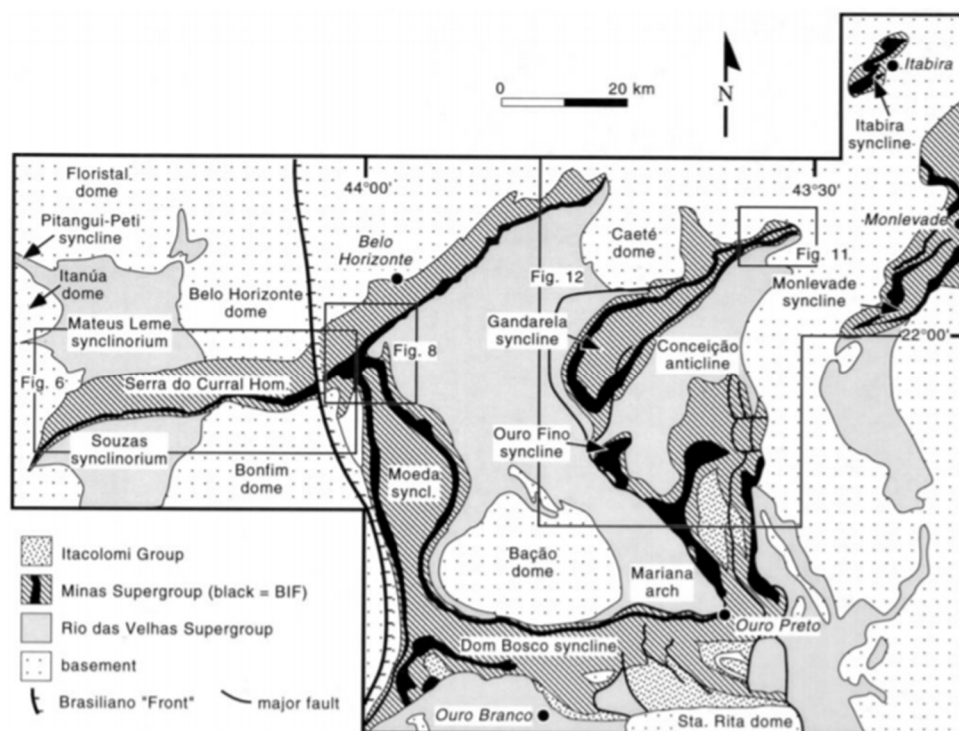 Itabira
0 20 km
N
Itabira
syncline
Floristal
dome
44°00'
43°30'
Pitangui-Peti
syncline
Monlevade
Belo
Horizonte
Caeté
dome
Itanúa
dome
Fig. 11
Fig. 12
Belo Horizonte
dome
Monlevade
syncline
Mateus Leme
synclinorium
Gandarela
syncline
22°00'
Conceição
anticline
Fig. 8
Fig. 6
Serra do Curral Hom.
Souzas
synclinorium
Ouro Fino
syncline
Bonfim
dome
Moeda
syncl.
Itacolomi Group
Bação
dome
Mariana
arch
Minas Supergroup (black = BIF)
Rio das Velhas Supergroup
Ouro Preto
Dom Bosco syncline
basement
Brasiliano "Front"
major fault
Ouro Branco
Sta. Rita dome